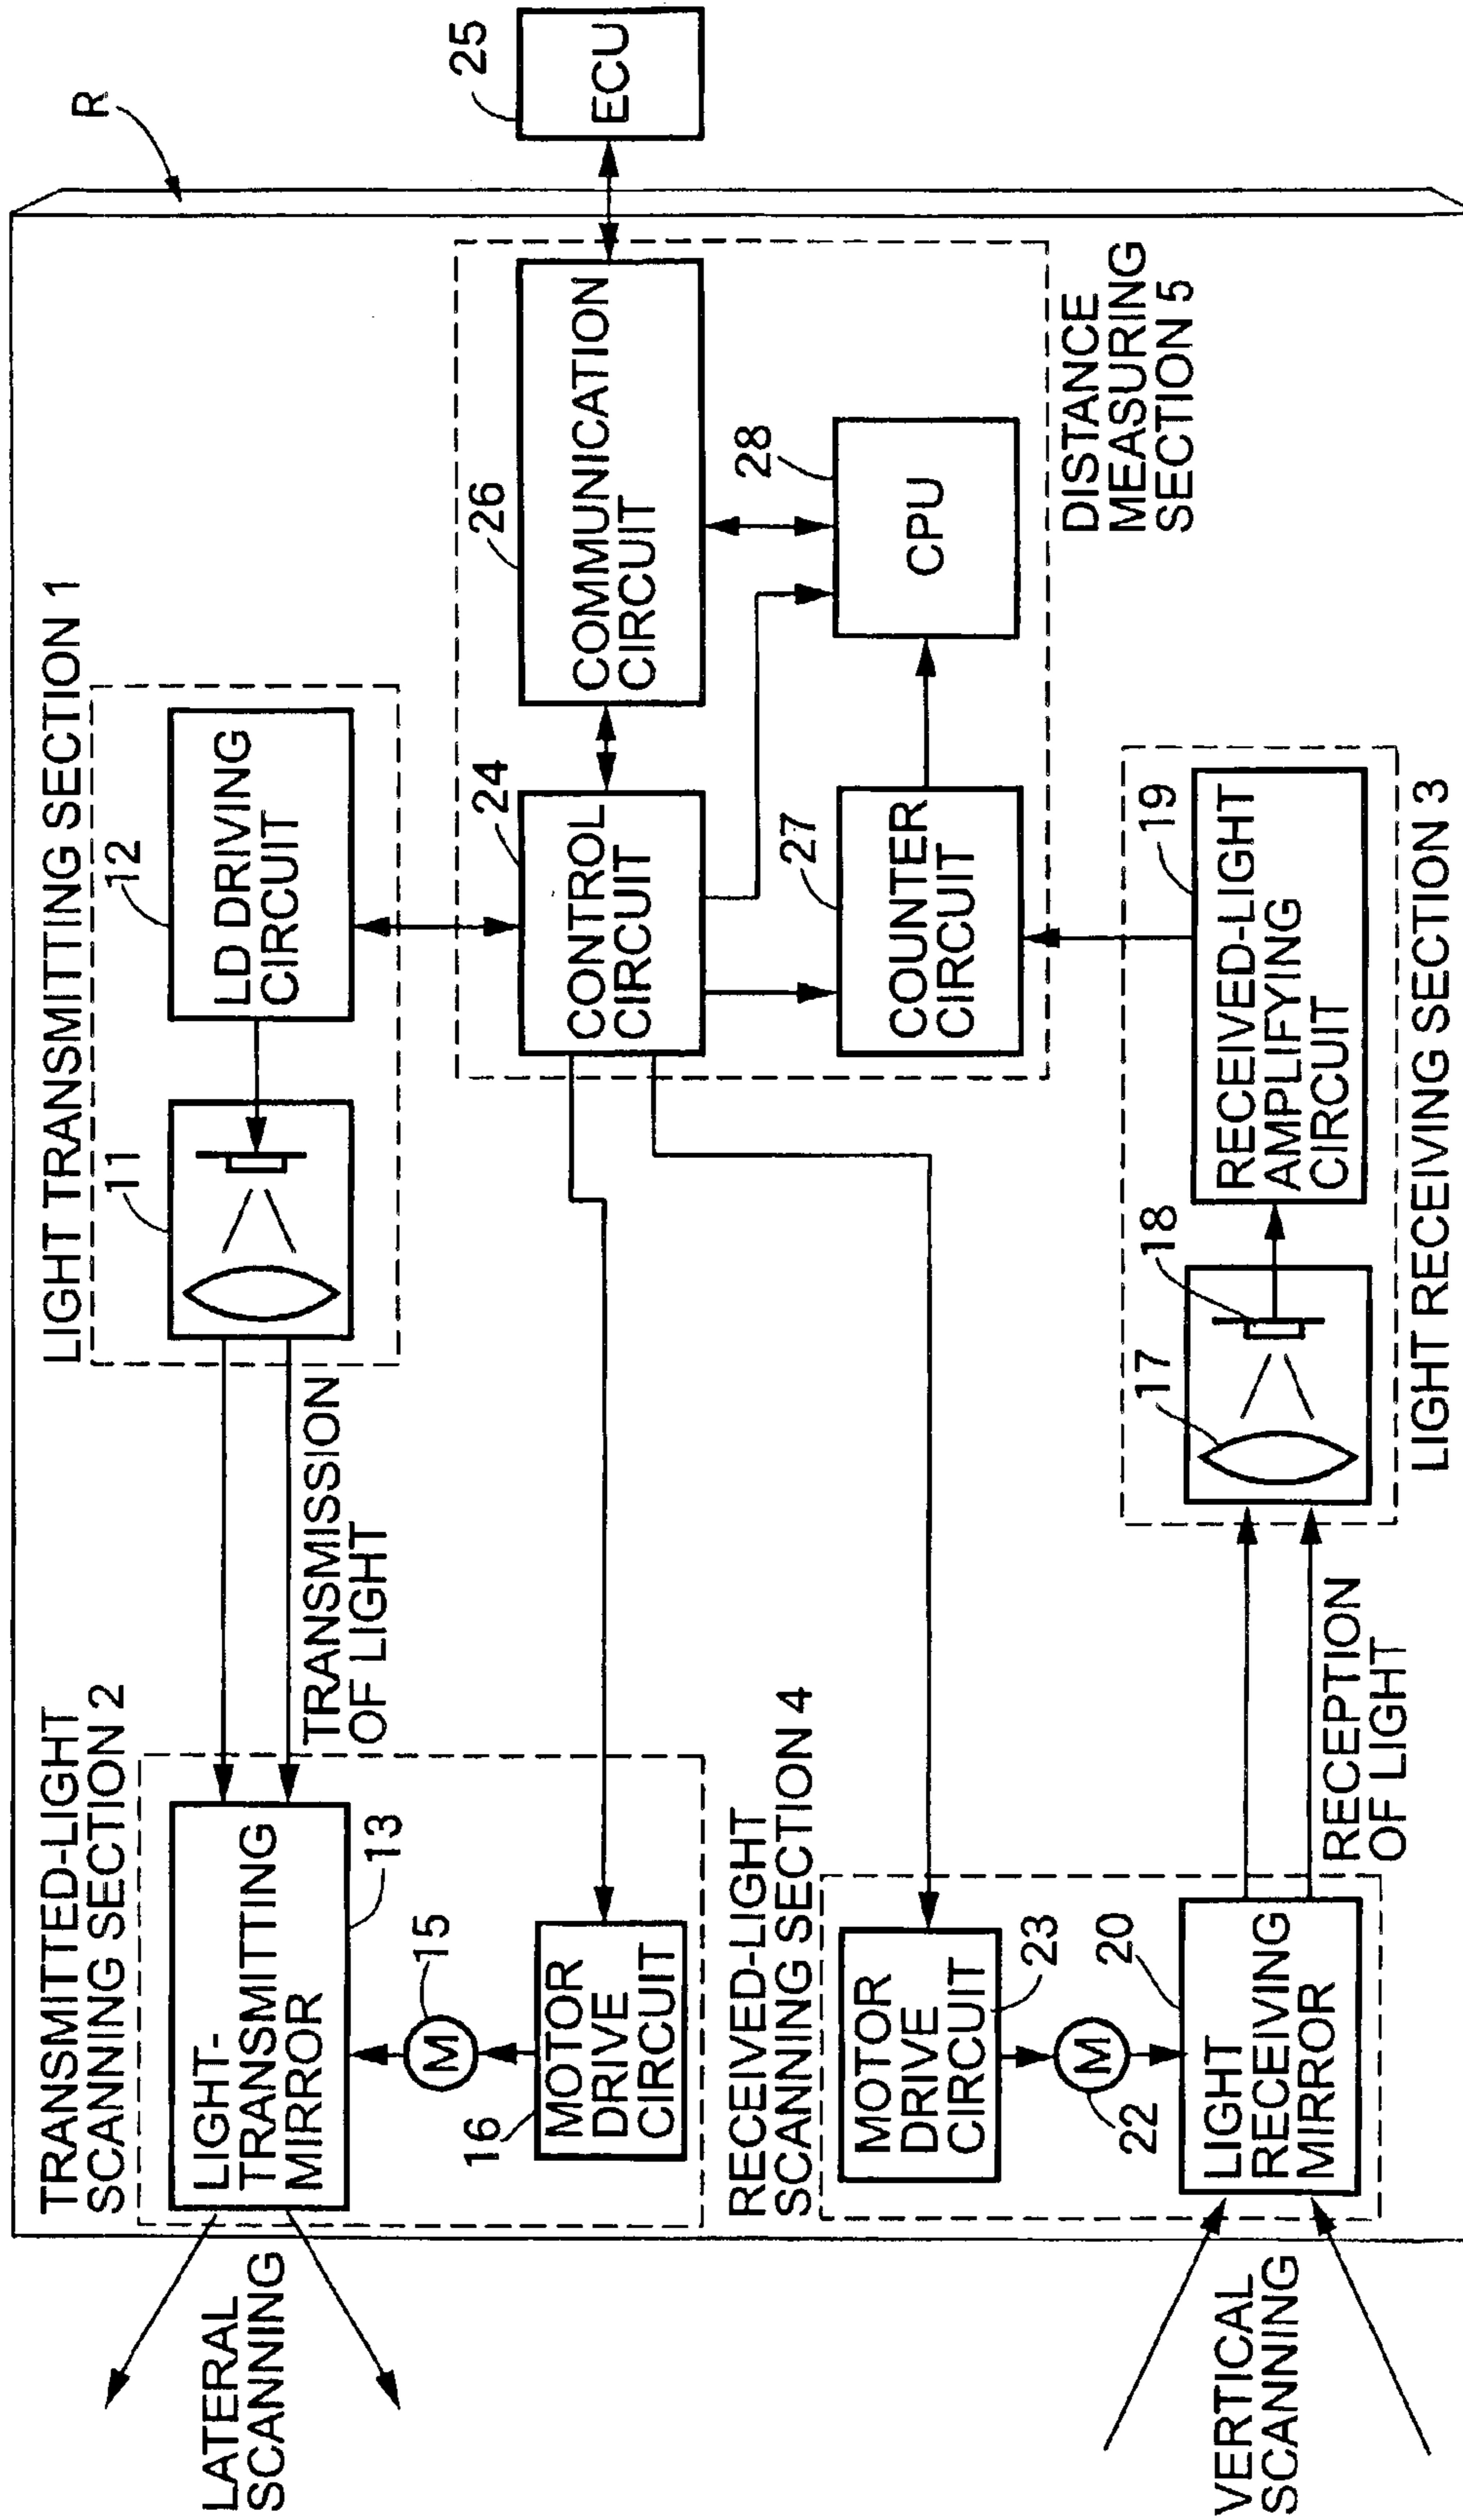 R
LIGHT TRANSMITTING SECTION 1
TRANSMITTED-LIGHT
SCANNING SECTION 2
11
12
LD DRIVING
CIRCUIT
LATERAL
SCANNING
LIGHT-
TRANSMITTING
MIRROR
13
TRANSMISSION
OF LIGHT
15
M
16
MOTOR
DRIVE
CIRCUIT
24
CONTROL
CIRCUIT
26
COMMUNICATION
CIRCUIT
25
ECU
RECEIVED-LIGHT
SCANNING SECTION 4
27
COUNTER
CIRCUIT
28
CPU
DISTANCE
MEASURING
SECTION 5
MOTOR
DRIVE
CIRCUIT
23
M
22
20
VERTICAL
SCANNING
LIGHT
RECEIVING
MIRROR
RECEPTION
OF LIGHT
17
18
19
RECEIVED-LIGHT
AMPLIFYING
CIRCUIT
LIGHT RECEIVING SECTION 3